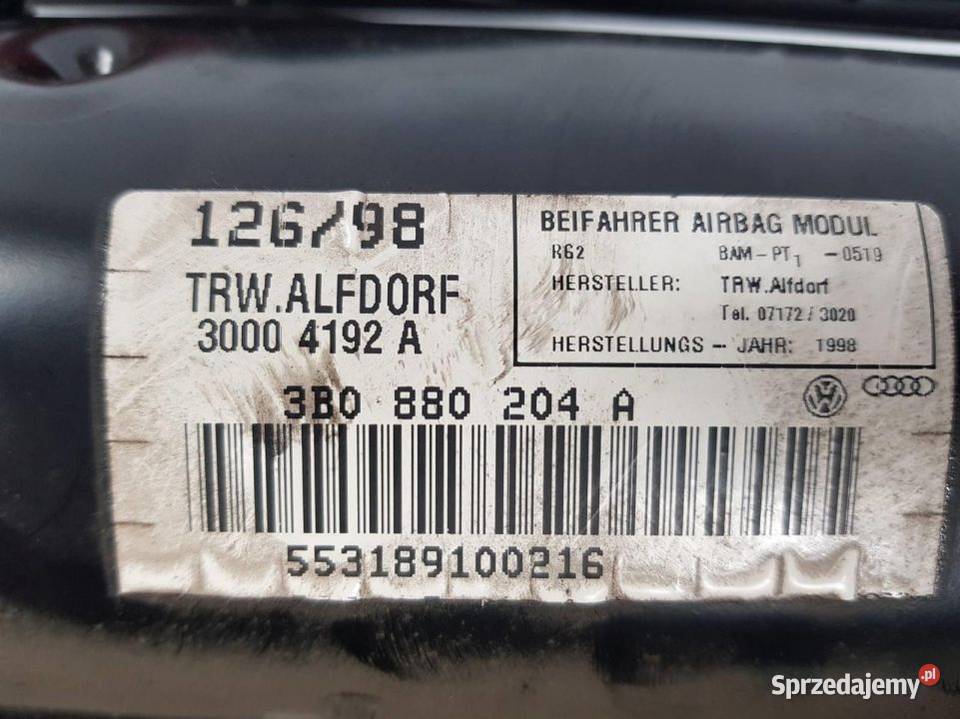 126/98
TRW.ALFDORF
3000 4192 A
BEIFAHRER AIRBAG MODUL
RG2 BAM-PT1 -0519
HERSTELLER: TRW.Alfdorf
Tel. 07172/3020
HERSTELLUNGS - JAHR: 1998
3B0 880 204 A
553189100216
Sprzedajemy.pl